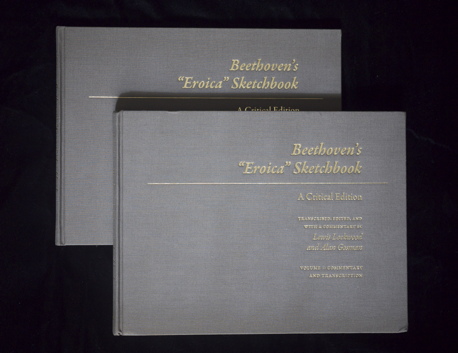 Beethoven's
"Eroica" Sketchbook
A Critical Edition
Beethoven's
"Eroica" Sketchbook
A Critical Edition
TRANSCRIBED, EDITED, AND
WITH A COMMENTARY BY
Lewis Lockwood
and Alan Gosman
VOLUME I: COMMENTARY
AND TRANSCRIPTION